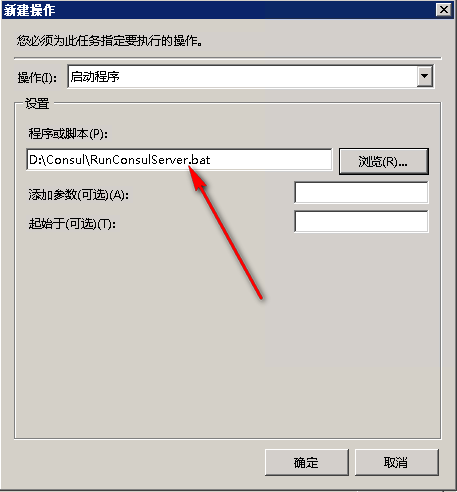 新建操作
您必须为此任务指定要执行的操作。
操作(I): 启动程序
设置
程序或脚本(P):
D:\Consul\RunConsulServer.bat 浏览(R)...
添加参数(可选)(A):
起始于(可选)(T):
确定 取消